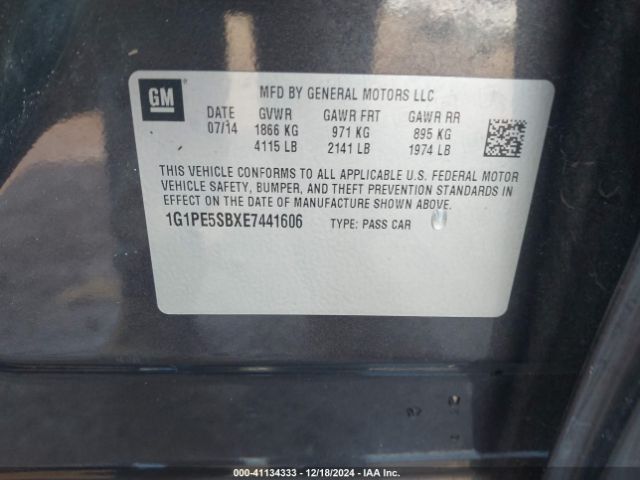 GM
MFD BY GENERAL MOTORS LLC
DATE GVWR GAWR FRT GAWR RR
07/14 1866 KG 971 KG 895 KG
4115 LB 2141 LB 1974 LB
THIS VEHICLE CONFORMS TO ALL APPLICABLE U.S. FEDERAL MOTOR
VEHICLE SAFETY, BUMPER, AND THEFT PREVENTION STANDARDS IN
EFFECT ON THE DATE OF MANUFACTURE SHOWN ABOVE.
1G1PE5SBXE7441606 TYPE: PASS CAR
000-41134333 - 12/18/2024 - IAA Inc.